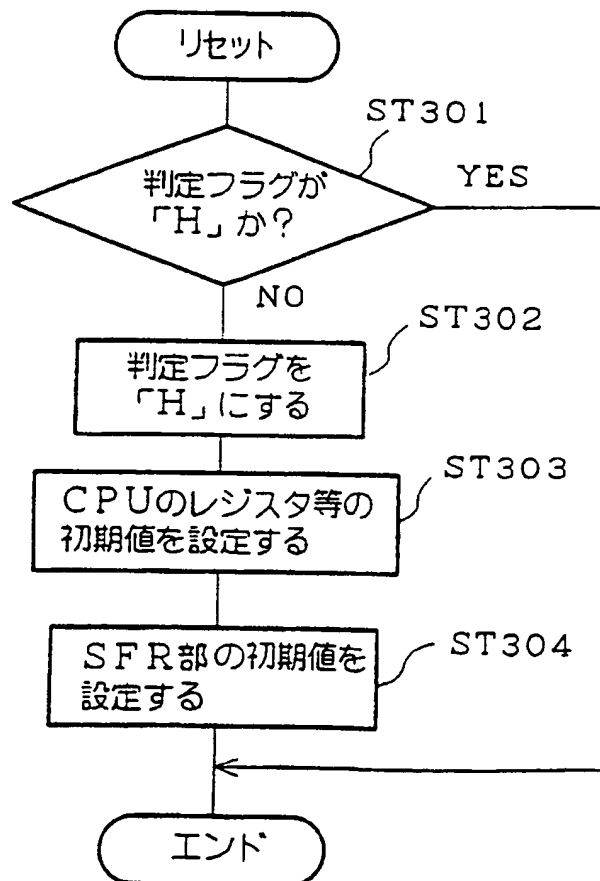 リセット
ST301
判定フラグが
「H」か?
YES
NO
ST302
判定フラグを
「H」にする
ST303
CPUのレジスタ等の
初期値を設定する
ST304
SFR部の初期値を
設定する
エンド